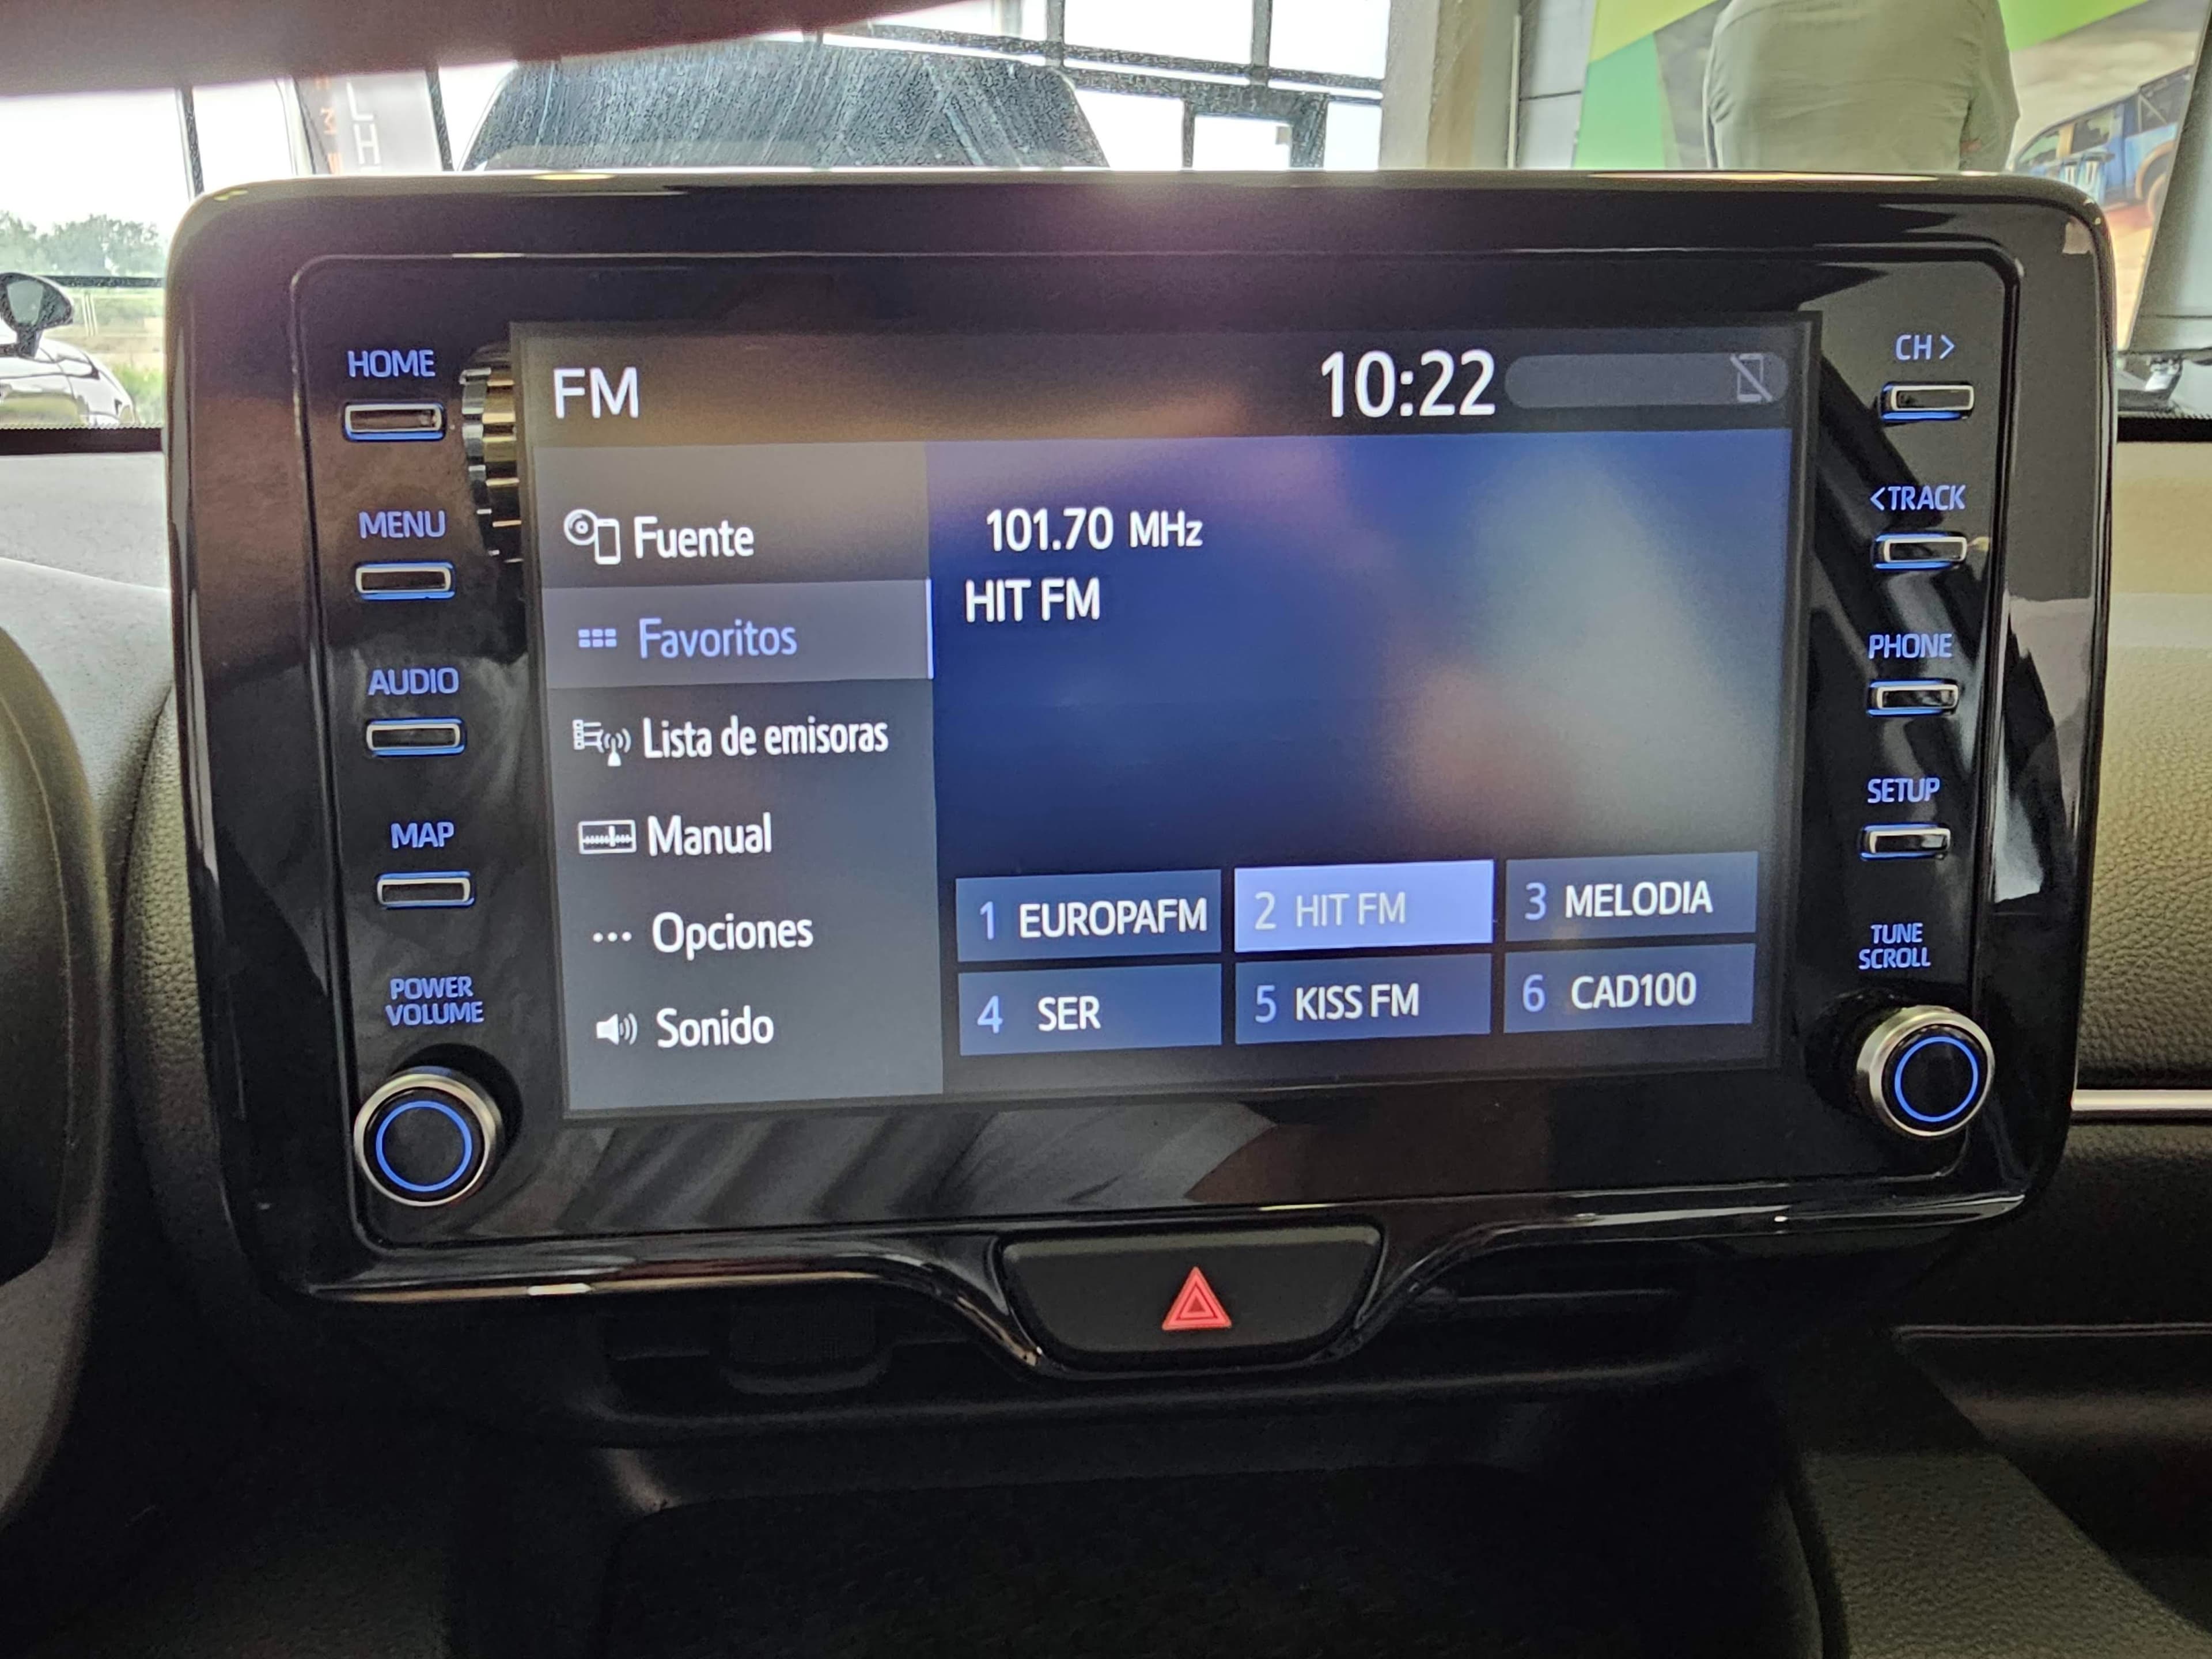 HOME
MENU
AUDIO
MAP
POWER
VOLUME
FM
10:22
Fuente
Favoritos
Lista de emisoras
Manual
... Opciones
Sonido
101.70 MHz
HIT FM
1 EUROPAFM
2 HIT FM
3 MELODIA
4 SER
5 KISS FM
6 CAD100
CH >
< TRACK
PHONE
SETUP
TUNE
SCROLL